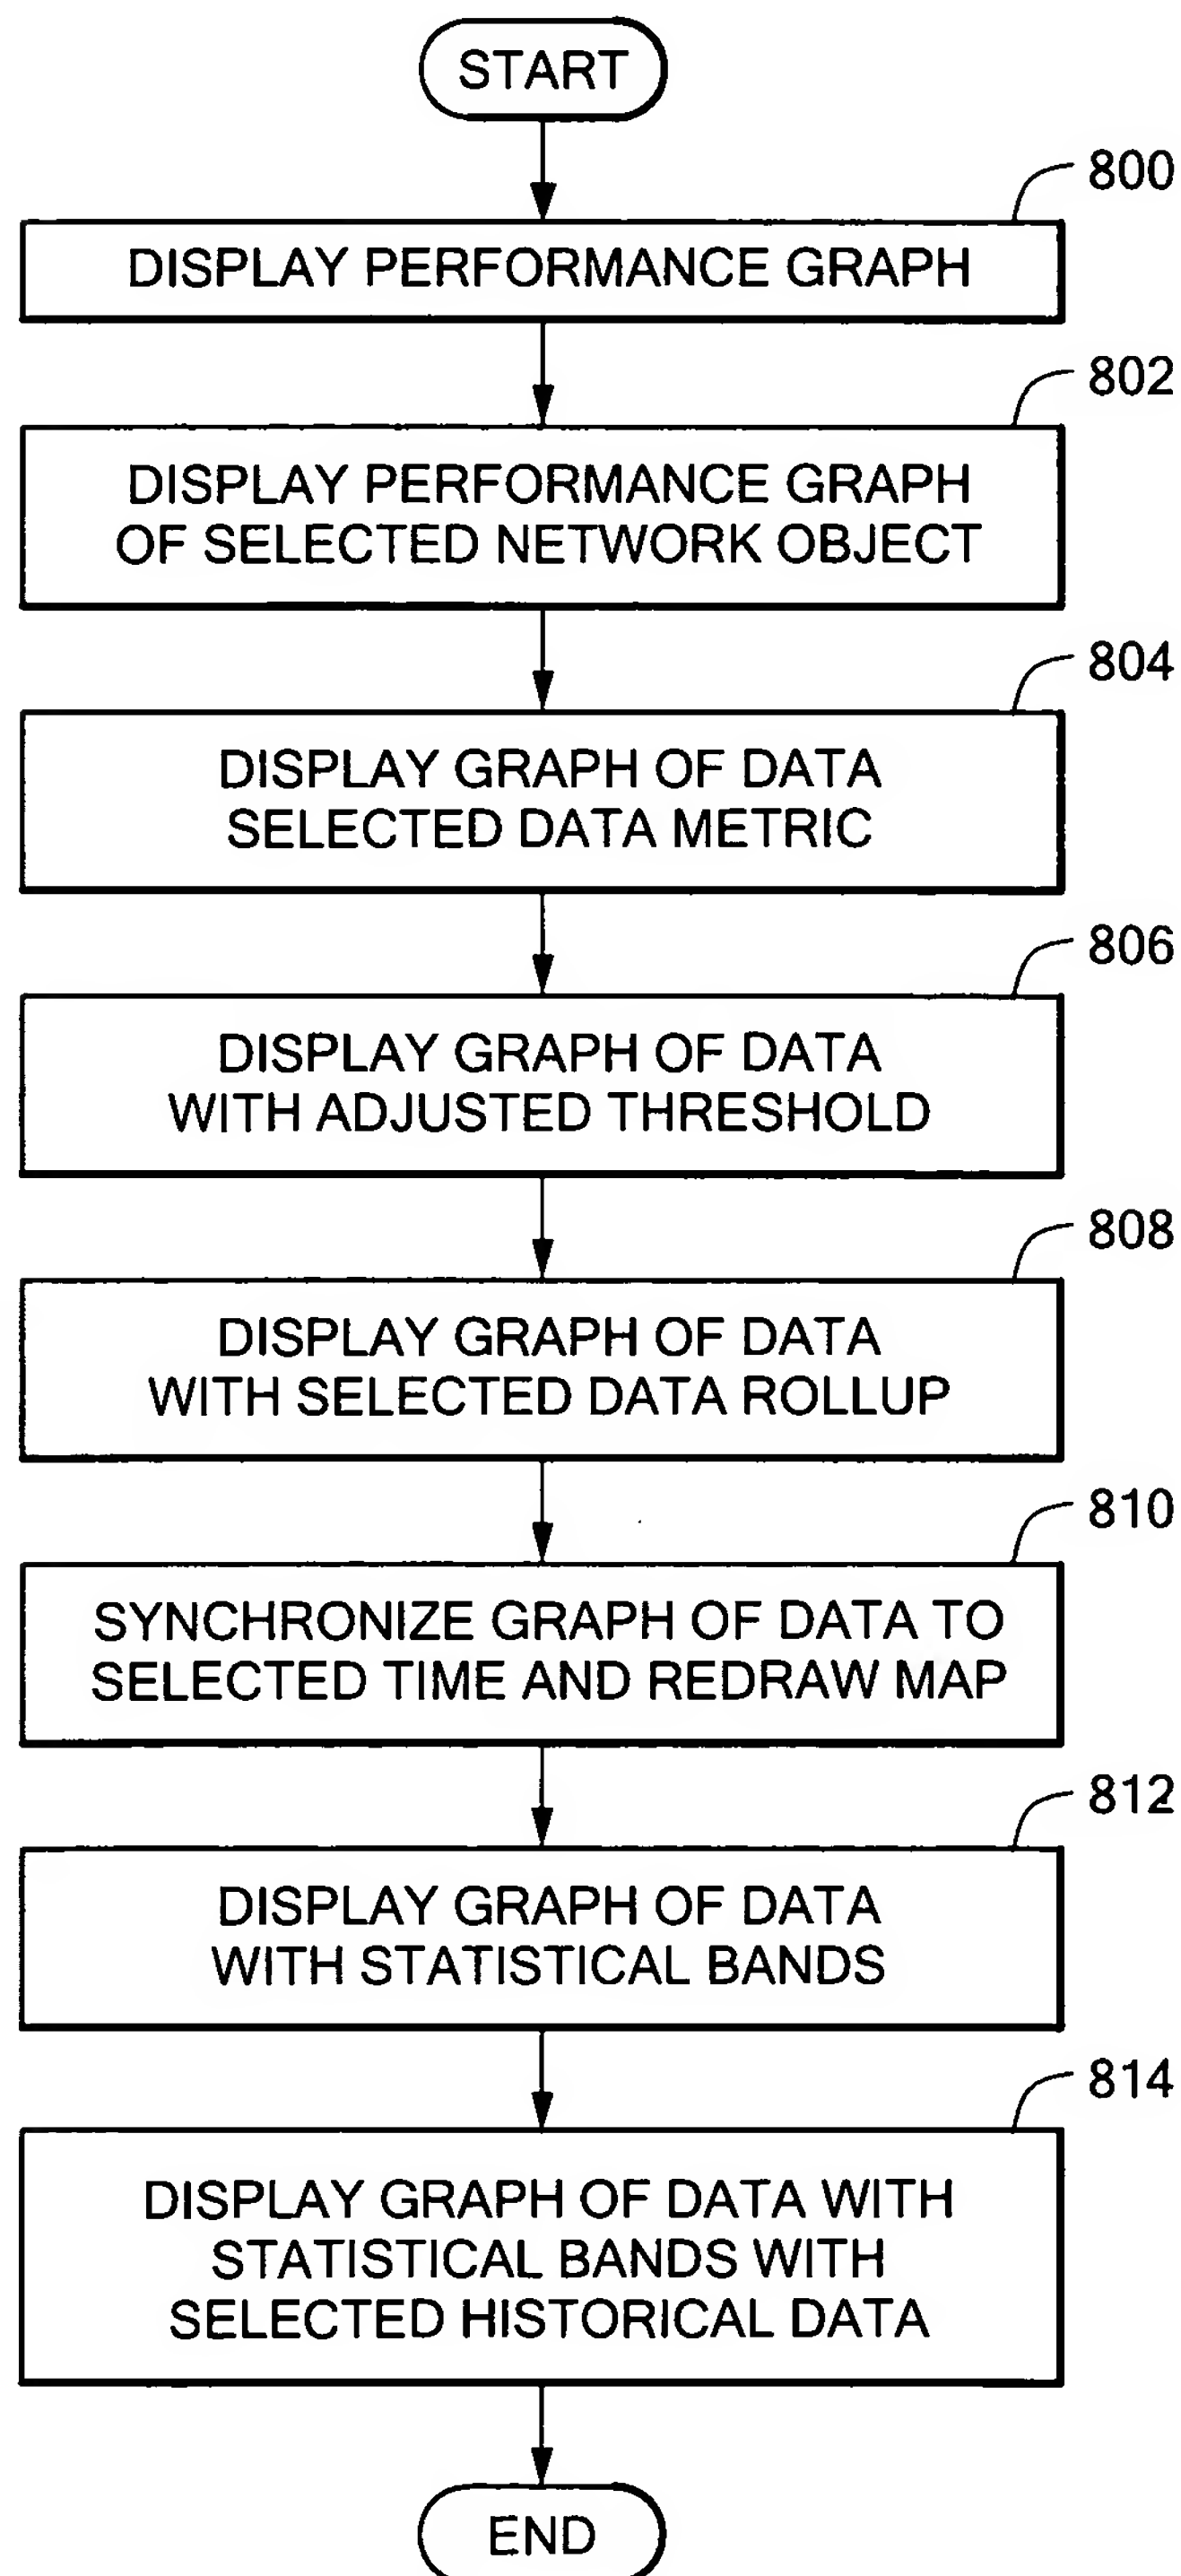 START
800
DISPLAY PERFORMANCE GRAPH
802
DISPLAY PERFORMANCE GRAPH
OF SELECTED NETWORK OBJECT
804
DISPLAY GRAPH OF DATA
SELECTED DATA METRIC
806
DISPLAY GRAPH OF DATA
WITH ADJUSTED THRESHOLD
808
DISPLAY GRAPH OF DATA
WITH SELECTED DATA ROLLUP
810
SYNCHRONIZE GRAPH OF DATA TO
SELECTED TIME AND REDRAW MAP
812
DISPLAY GRAPH OF DATA
WITH STATISTICAL BANDS
814
DISPLAY GRAPH OF DATA WITH
STATISTICAL BANDS WITH
SELECTED HISTORICAL DATA
END